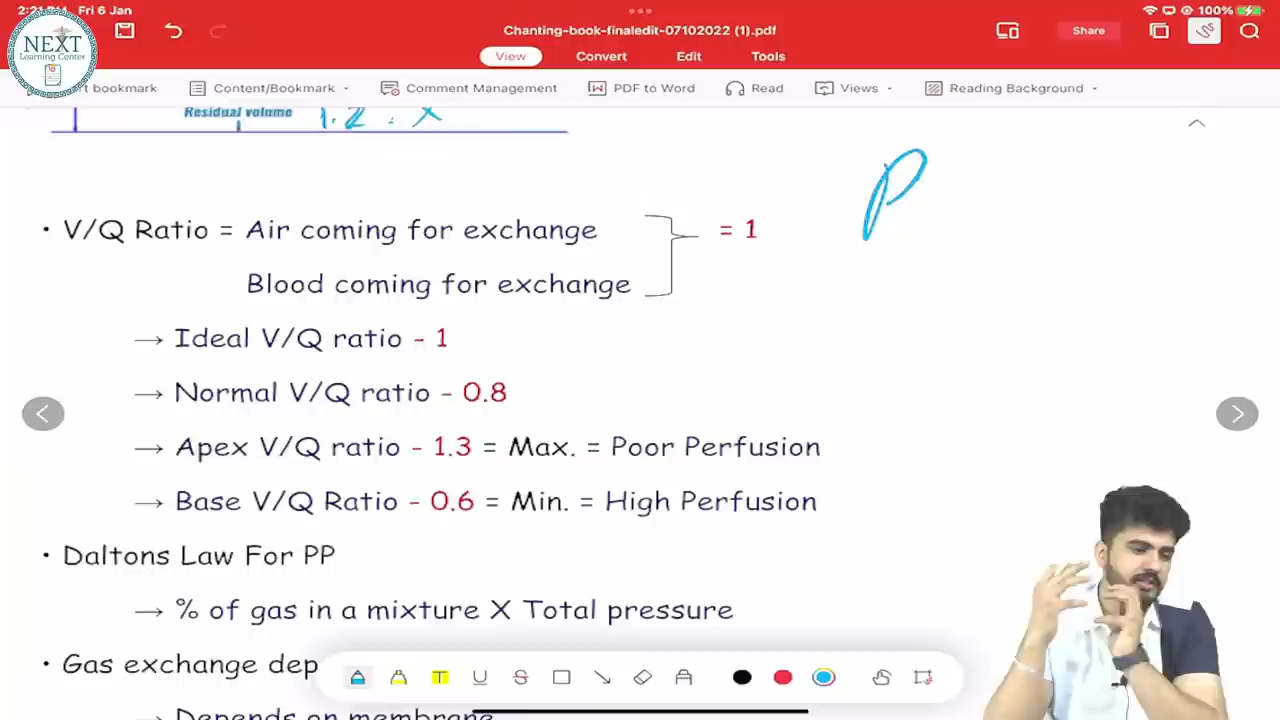 2:21 PM Fri 6 Jan
100%
NEXT
Learning Center
Chanting-book-finaledit-07102022 (1).pdf
Share
View Convert Edit Tools
t bookmark Content/Bookmark Comment Management PDF to Word Read Views Reading Background
Residual volume 1.2 : X
P
• V/Q Ratio = Air coming for exchange = 1
Blood coming for exchange
→ Ideal V/Q ratio - 1
→ Normal V/Q ratio - 0.8
→ Apex V/Q ratio - 1.3 = Max. = Poor Perfusion
→ Base V/Q Ratio - 0.6 = Min. = High Perfusion
• Daltons Law For PP
→ % of gas in a mixture X Total pressure
• Gas exchange dep
→ Depends on membrane